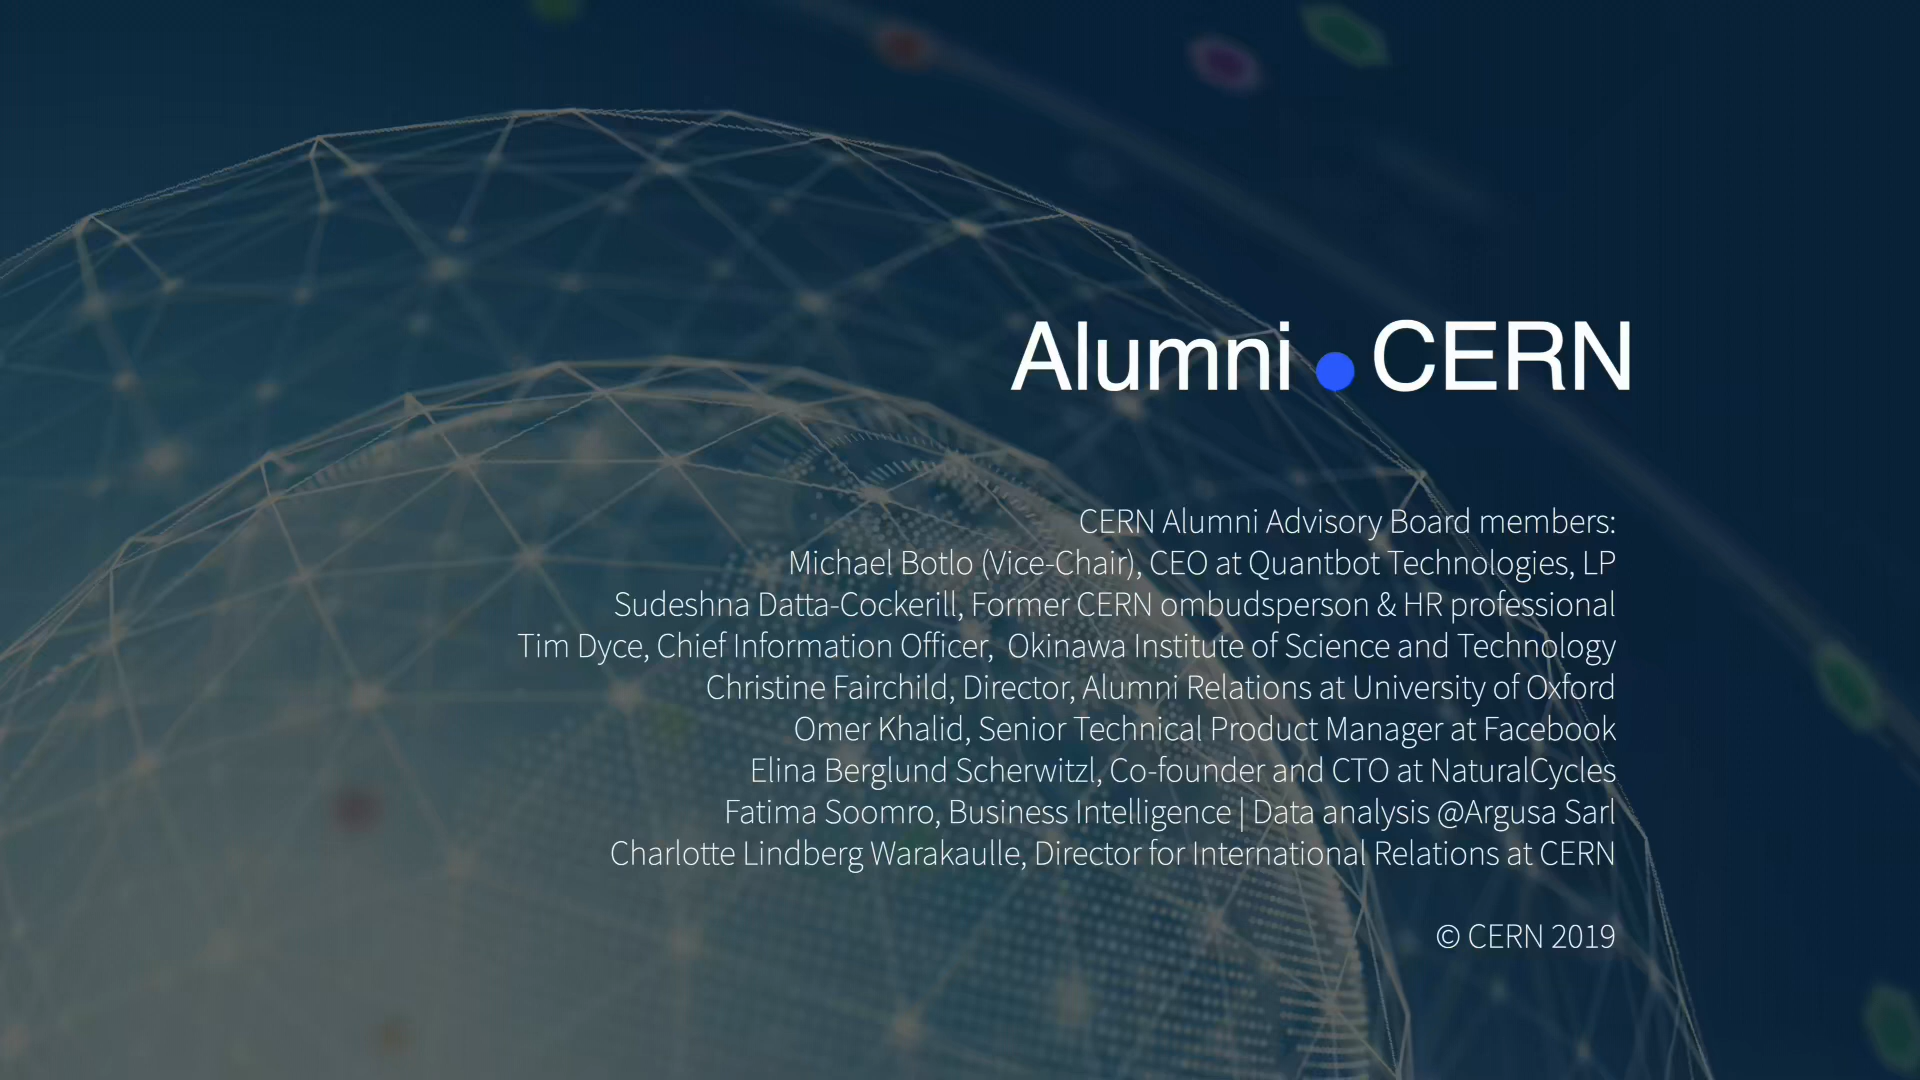 Alumni CERN
CERN Alumni Advisory Board members:
Michael Botlo (Vice-Chair), CEO at Quantbot Technologies, LP
Sudeshna Datta-Cockerill, Former CERN ombudsperson & HR professional
Tim Dyce, Chief Information Officer,  Okinawa Institute of Science and Technology
Christine Fairchild, Director, Alumni Relations at University of Oxford
Omer Khalid, Senior Technical Product Manager at Facebook
Elina Berglund Scherwitzl, Co-founder and CTO at NaturalCycles
Fatima Soomro, Business Intelligence | Data analysis @Argusa Sarl
Charlotte Lindberg Warakaulle, Director for International Relations at CERN
© CERN 2019